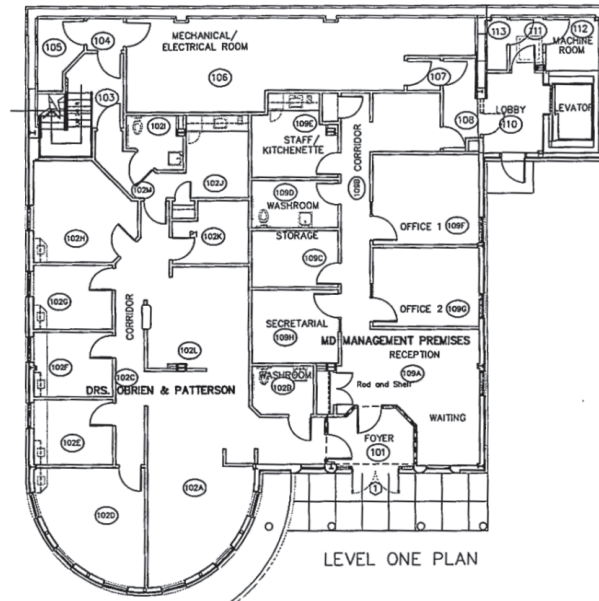 105
104
MECHANICAL/
ELECTRICAL ROOM
106
113
111
112
MACHINE
ROOM
107
103
108
LOBBY
110
EVATOR
102I
109E
STAFF/
KITCHENETTE
CORRIDOR
109B
102M
102J
109D
WASHROOM
102H
P1
102K
STORAGE
109C
OFFICE 1
109F
102G
CORRIDOR
OFFICE 2
109G
SECRETARIAL
109H
MD MANAGEMENT PREMISES
RECEPTION
102L
102F
102C
WASHROOM
102B
109A
Rod and Shelf
DRS. OBRIEN & PATTERSON
WAITING
102E
FOYER
101
1
1
102D
102A
LEVEL ONE PLAN